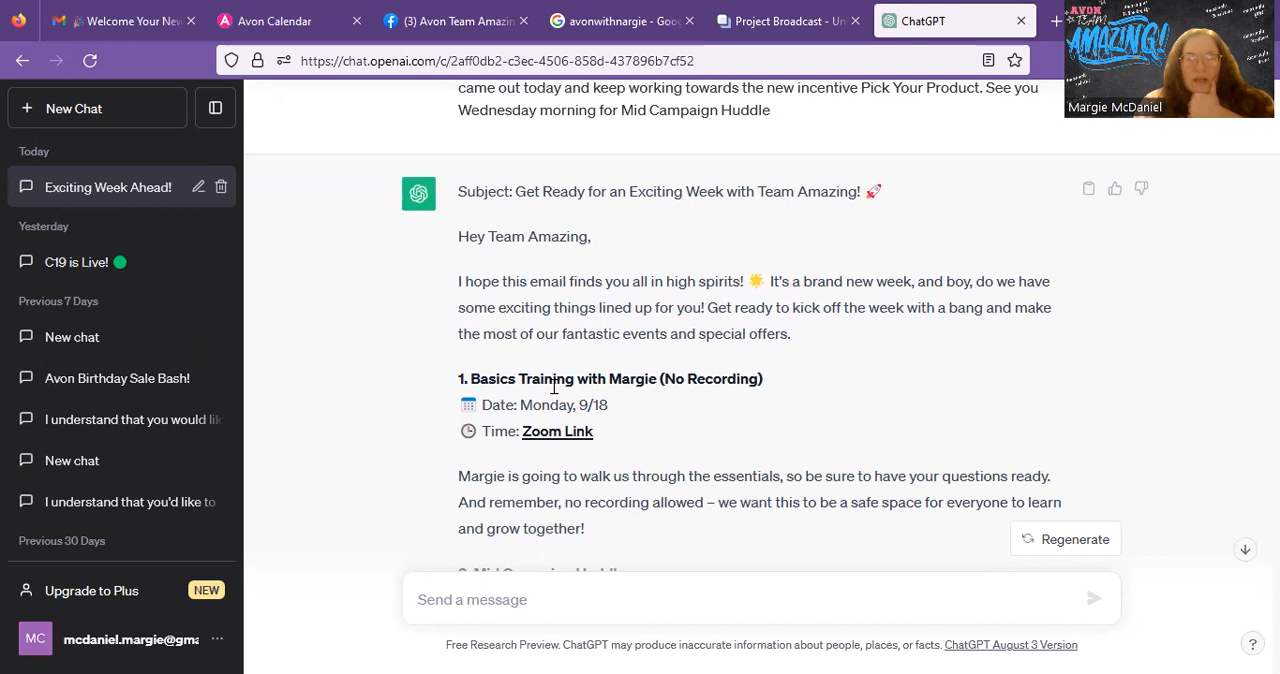 Welcome Your New
Avon Calendar
(3) Avon Team Amazin
avonwithnargie - Goo
Project Broadcast - Un
ChatGPT
https://chat.openai.com/c/2aff0db2-c3ec-4506-858d-437896b7cf52
AVON
TEAM
AMAZING!
Margie McDaniel
New Chat
Today
Exciting Week Ahead!
Yesterday
C19 is Live!
Previous 7 Days
New chat
Avon Birthday Sale Bash!
I understand that you would lik
New chat
I understand that you'd like to
Previous 30 Days
Upgrade to Plus NEW
MC mcdaniel.margie@gma
came out today and keep working towards the new incentive Pick Your Product. See you
Wednesday morning for Mid Campaign Huddle
Subject: Get Ready for an Exciting Week with Team Amazing! 🚀
Hey Team Amazing,
I hope this email finds you all in high spirits! 🌟 It's a brand new week, and boy, do we have
some exciting things lined up for you! Get ready to kick off the week with a bang and make
the most of our fantastic events and special offers.
1. Basics Training with Margie (No Recording)
📅 Date: Monday, 9/18
🕒 Time: Zoom Link
Margie is going to walk us through the essentials, so be sure to have your questions ready.
And remember, no recording allowed – we want this to be a safe space for everyone to learn
and grow together!
Regenerate
Send a message
Free Research Preview. ChatGPT may produce inaccurate information about people, places, or facts. ChatGPT August 3 Version
?